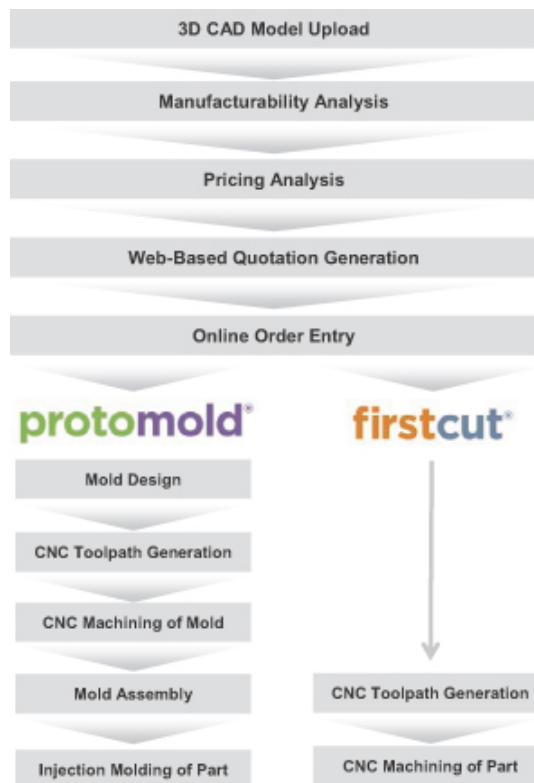 3D CAD Model Upload
Manufacturability Analysis
Pricing Analysis
Web-Based Quotation Generation
Online Order Entry
protomold®
Mold Design
CNC Toolpath Generation
CNC Machining of Mold
Mold Assembly
Injection Molding of Part
firstcut®
CNC Toolpath Generation
CNC Machining of Part